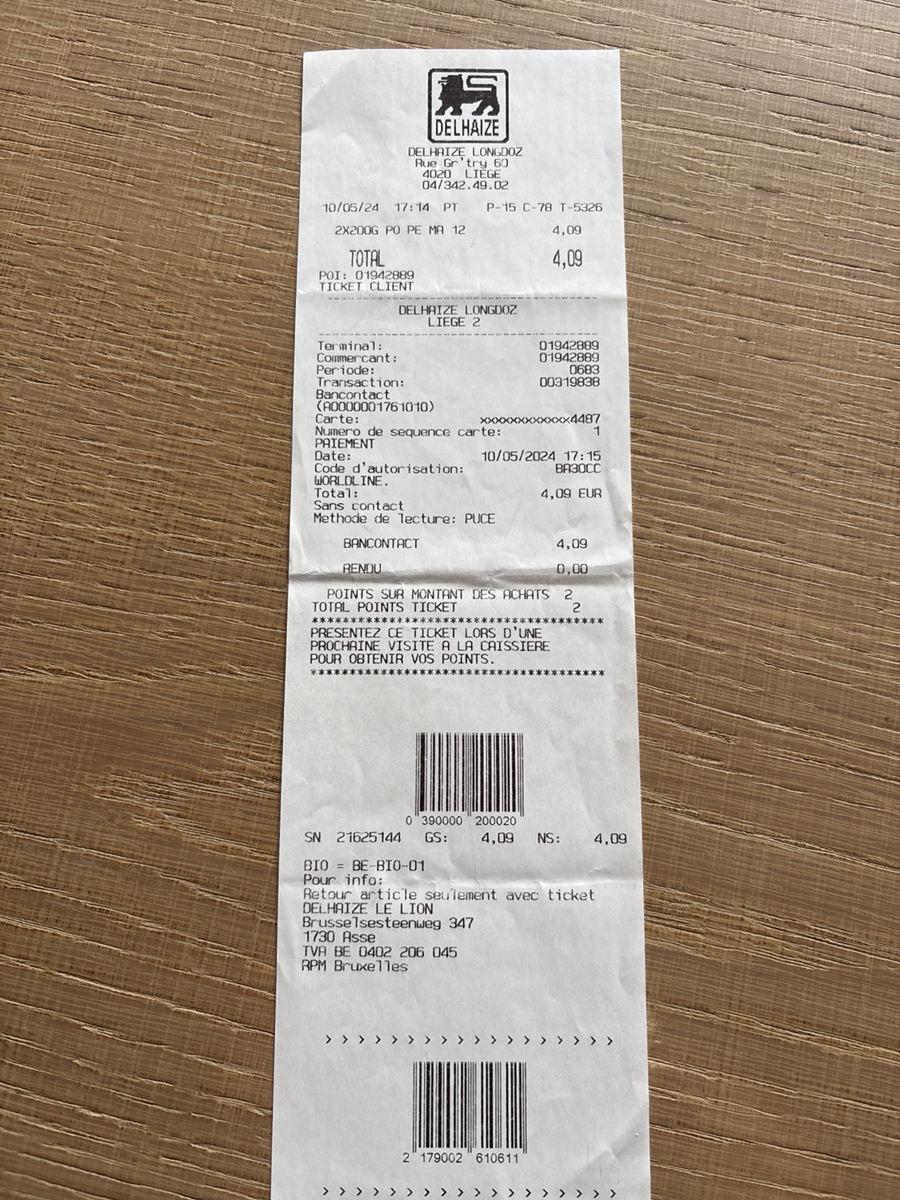 DELHAIZE
DELHAIZE LONGDOZ
Rue Gr'try 60
4020 LIEGE
04/342.49.02
10/05/24 17:14 PT P-15 C-78 T-5326
2X200G PO PE MA 12 4,09
TOTAL 4,09
POI: 01942889
TICKET CLIENT
DELHAIZE LONGDOZ
LIEGE 2
Terminal: 01942889
Commercant: 01942889
Periode: 0683
Transaction: 00319838
Bancontact
(A0000001761010)
Carte: xxxxxxxxxxxx4487
Numero de sequence carte: 1
PAIEMENT
Date: 10/05/2024 17:15
Code d'autorisation: BA30CC
WORLDLINE.
Total: 4,09 EUR
Sans contact
Methode de lecture: PUCE
BANCONTACT 4,09
RENDU 0,00
POINTS SUR MONTANT DES ACHATS 2
TOTAL POINTS TICKET 2
***********************************
PRESENTEZ CE TICKET LORS D'UNE
PROCHAINE VISITE A LA CAISSIERE
POUR OBTENIR VOS POINTS.
***********************************
0 390000 200020
SN 21625144 GS: 4,09 NS: 4,09
BIO = BE-BIO-01
Pour info:
Retour article seulement avec ticket
DELHAIZE LE LION
Brusselsesteenweg 347
1730 Asse
TVA BE 0402 206 045
RPM Bruxelles
> > > > > > > > > > > > > > > > >
2 179002 610611
> > > > > > > > > > > > > > > > >